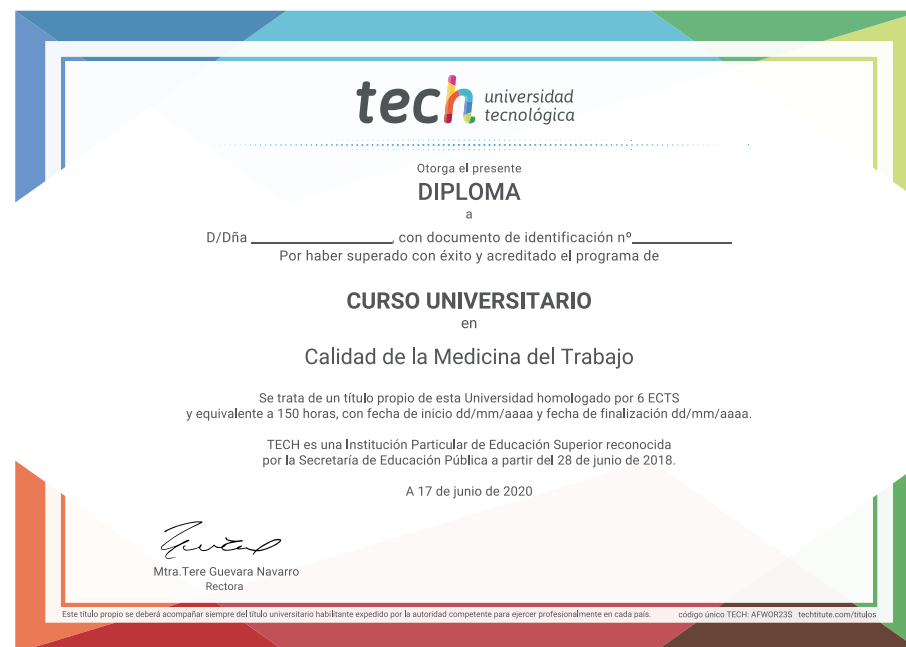 tech universidad
tecnológica
Otorga el presente
DIPLOMA
a
D/Dña ______________, con documento de identificación nº__________
Por haber superado con éxito y acreditado el programa de
CURSO UNIVERSITARIO
en
Calidad de la Medicina del Trabajo
Se trata de un título propio de esta Universidad homologado por 6 ECTS
y equivalente a 150 horas, con fecha de inicio dd/mm/aaaa y fecha de finalización dd/mm/aaaa.
TECH es una Institución Particular de Educación Superior reconocida
por la Secretaría de Educación Pública a partir del 28 de junio de 2018.
A 17 de junio de 2020
Mtra.Tere Guevara Navarro
Rectora
Este título propio se deberá acompañar siempre del título universitario habilitante expedido por la autoridad competente para ejercer profesionalmente en cada país. código único TECH: AFWOR23S techtitute.com/titulos